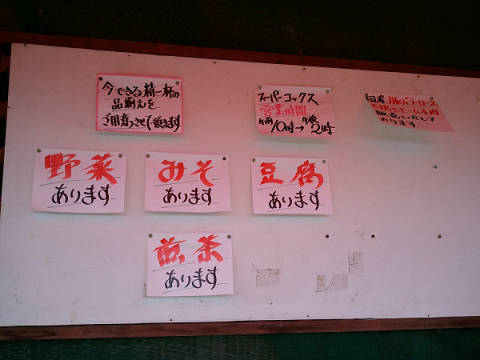 今できる精一杯の
品揃えを
ご用意させて頂きます
スーパーコックス
営業時間
午前 午後
10時→2時
野菜
あります
みそ
あります
豆腐
あります
煎茶
あります